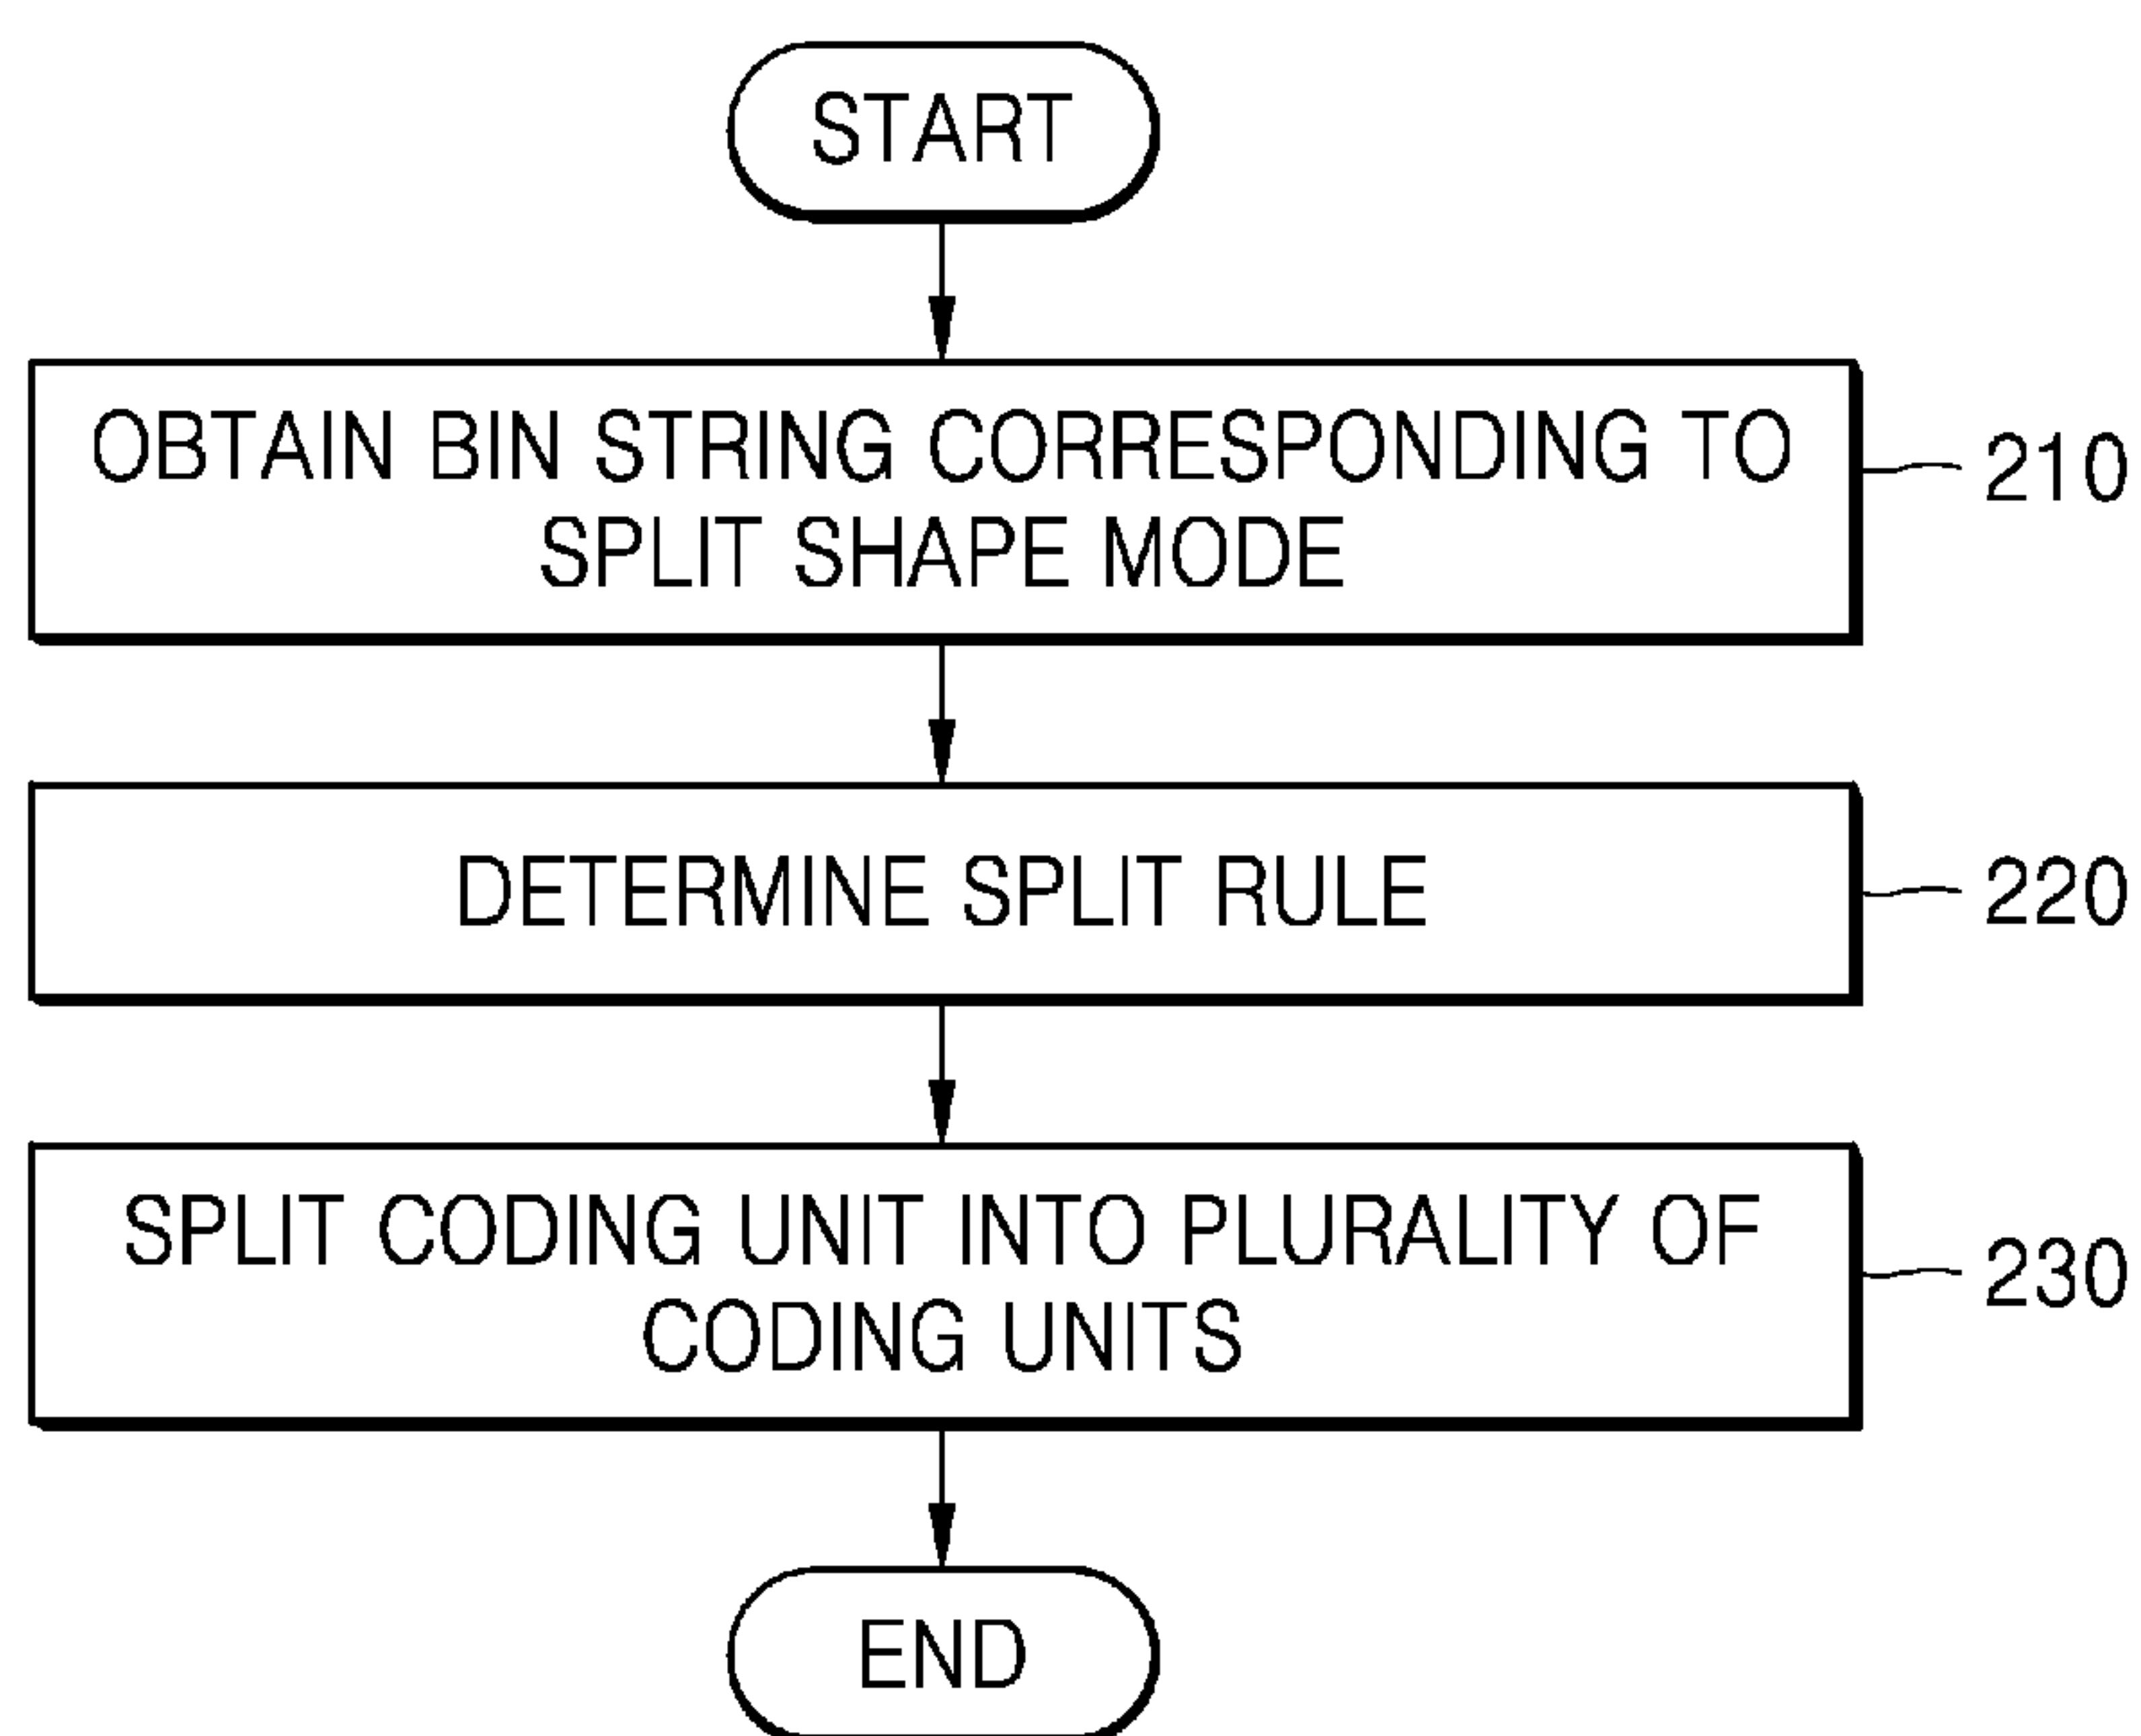 START
OBTAIN BIN STRING CORRESPONDING TO
SPLIT SHAPE MODE
210
DETERMINE SPLIT RULE
220
SPLIT CODING UNIT INTO PLURALITY OF
CODING UNITS
230
END